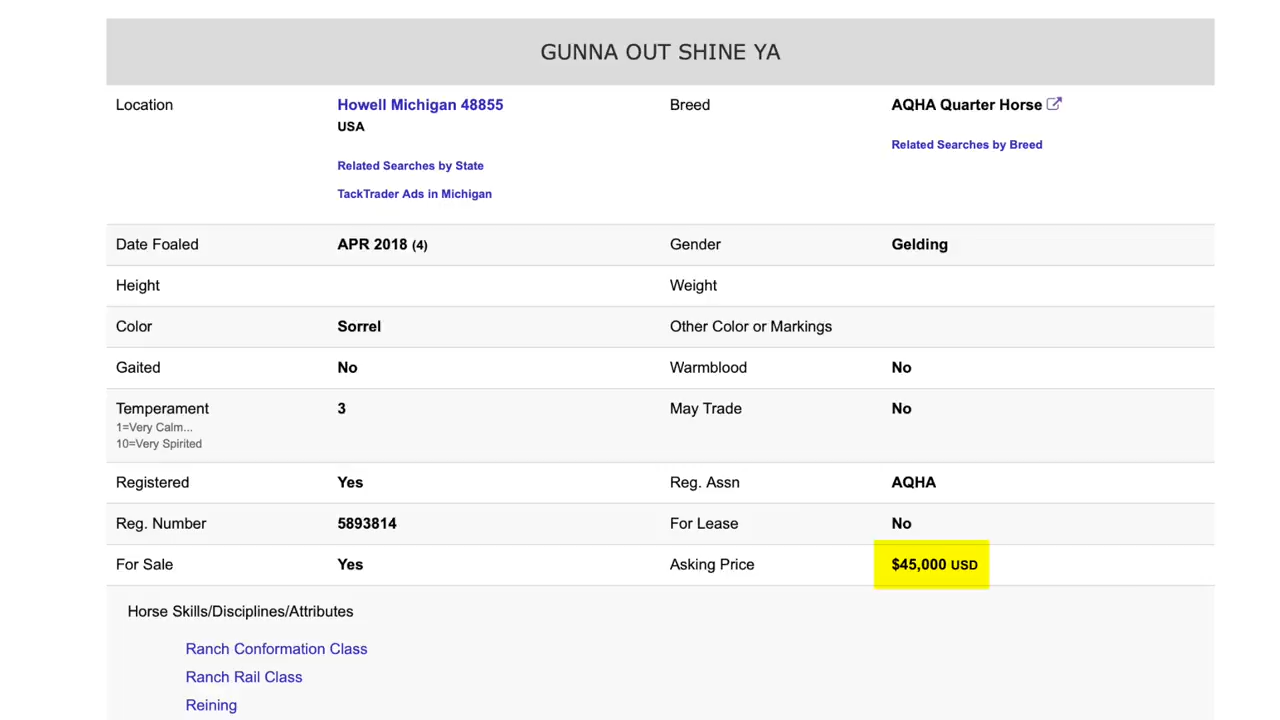 GUNNA OUT SHINE YA
Location Howell Michigan 48855 Breed AQHA Quarter Horse
USA
Related Searches by Breed
Related Searches by State
TackTrader Ads in Michigan
Date Foaled APR 2018 (4) Gender Gelding
Height Weight
Color Sorrel Other Color or Markings
Gaited No Warmblood No
Temperament 3 May Trade No
1=Very Calm...
10=Very Spirited
Registered Yes Reg. Assn AQHA
Reg. Number 5893814 For Lease No
For Sale Yes Asking Price $45,000 USD
Horse Skills/Disciplines/Attributes
Ranch Conformation Class
Ranch Rail Class
Reining